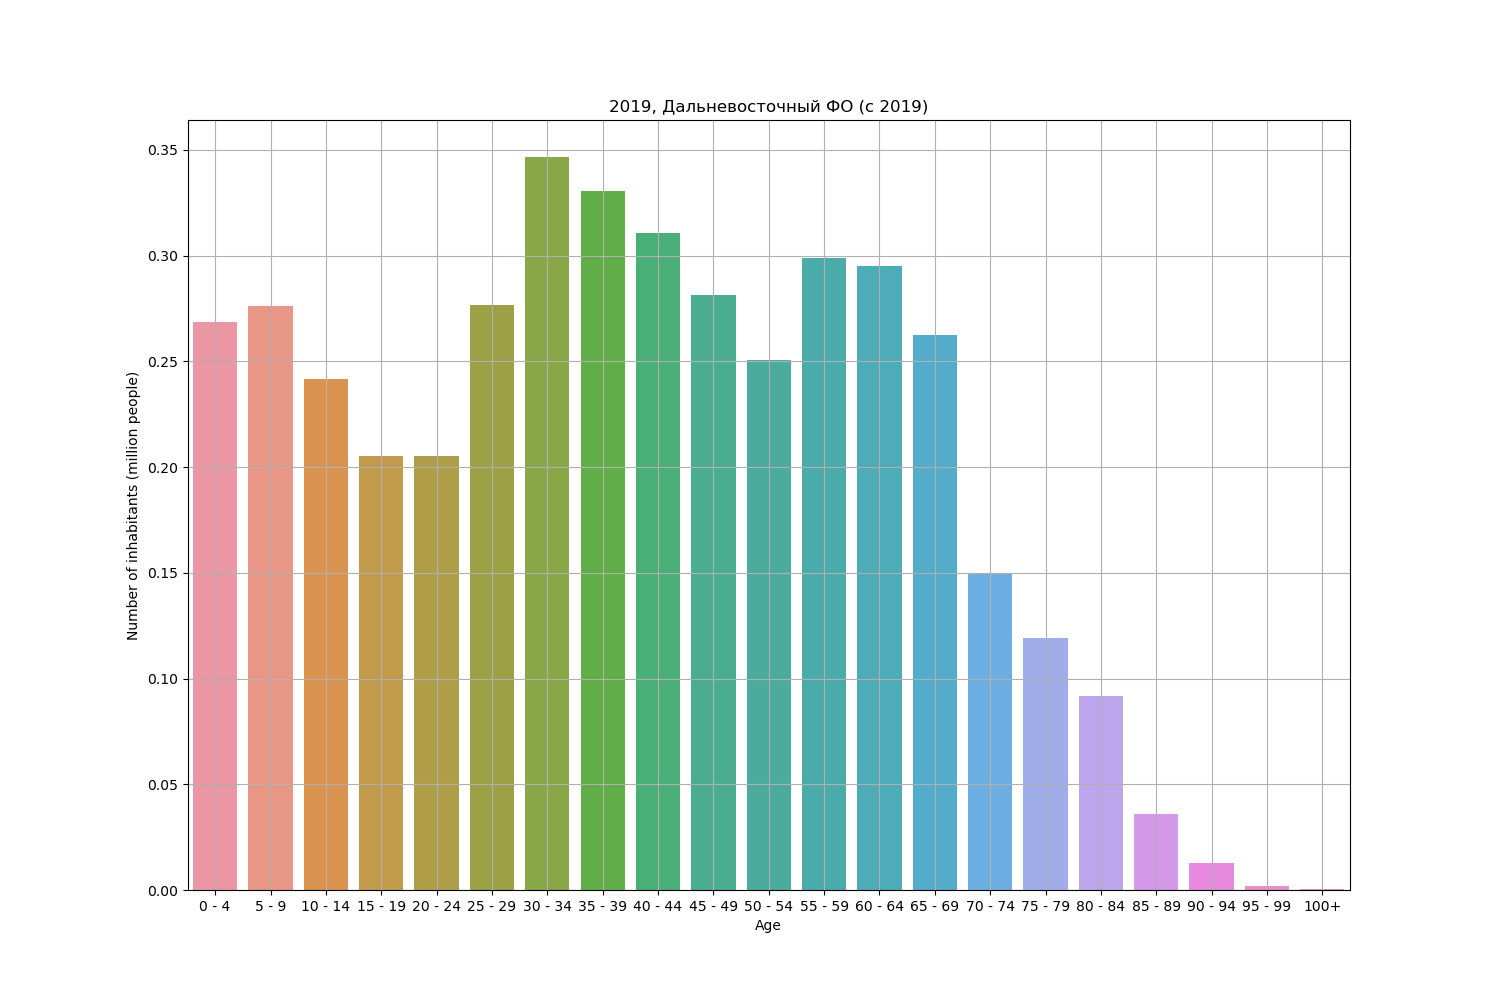 2019, Дальневосточный ФО (с 2019)
Number of inhabitants (million people)
0.35
0.30
0.25
0.20
0.15
0.10
0.05
0.00
0 - 4 5 - 9 10 - 14 15 - 19 20 - 24 25 - 29 30 - 34 35 - 39 40 - 44 45 - 49 50 - 54 55 - 59 60 - 64 65 - 69 70 - 74 75 - 79 80 - 84 85 - 89 90 - 94 95 - 99 100+
Age